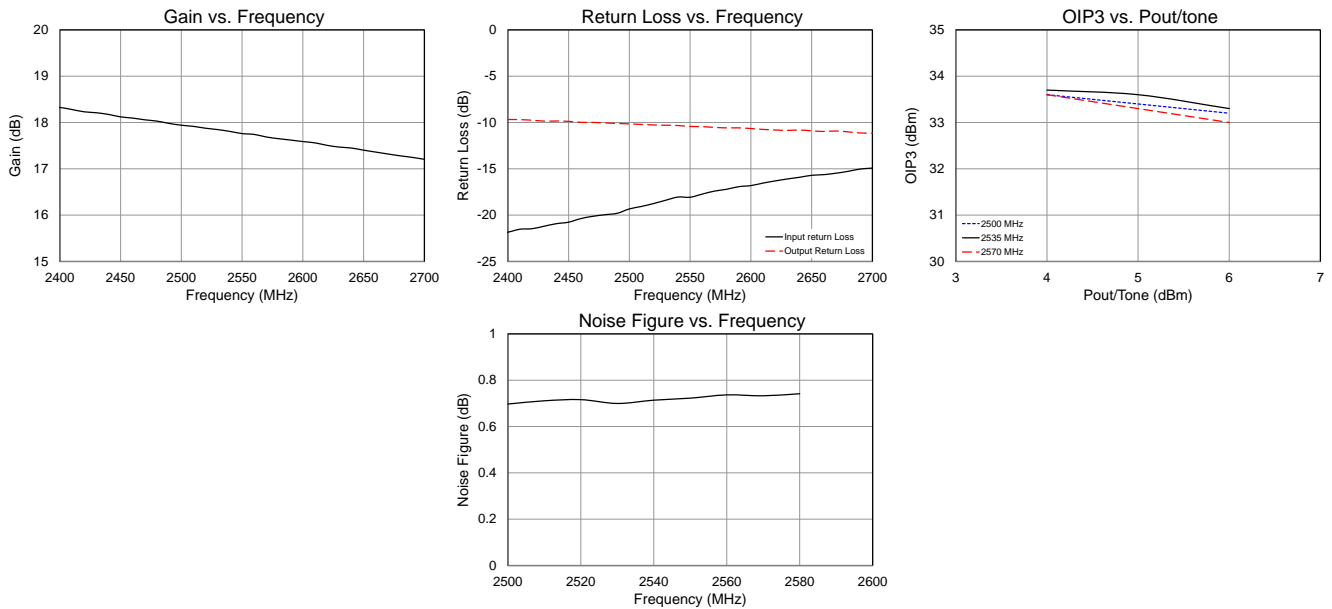 Gain vs. Frequency
20
19
18
17
16
15
Gain (dB)
2400 2450 2500 2550 2600 2650 2700
Frequency (MHz)
Return Loss vs. Frequency
0
-5
-10
-15
-20
-25
Return Loss (dB)
Input return Loss
Output Return Loss
2400 2450 2500 2550 2600 2650 2700
Frequency (MHz)
OIP3 vs. Pout/tone
35
34
33
32
31
30
OIP3 (dBm)
2500 MHz
2535 MHz
2570 MHz
3 4 5 6 7
Pout/Tone (dBm)
Noise Figure vs. Frequency
1
0.8
0.6
0.4
0.2
0
Noise Figure (dB)
2500 2520 2540 2560 2580 2600
Frequency (MHz)